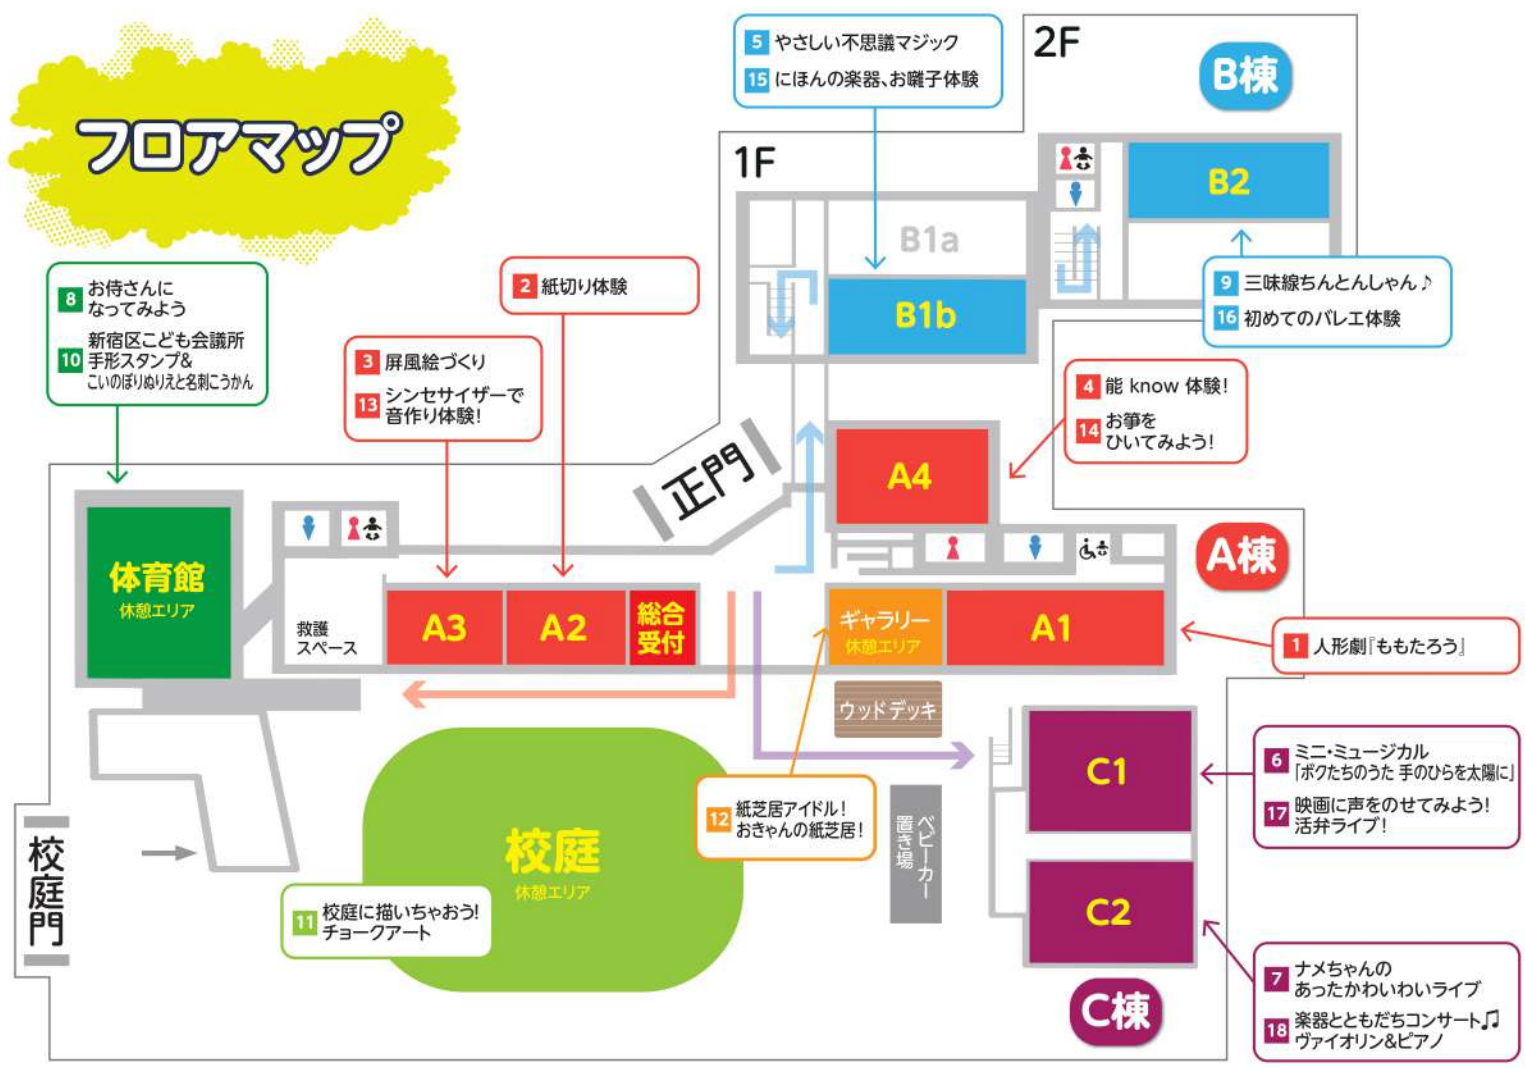 フロアマップ
5 やさしい不思議マジック
15 にほんの楽器、お囃子体験
2F
B棟
1F
B2
B1a
B1b
9 三味線ちんとんしゃん♪
16 初めてのバレエ体験
8 お侍さんに
なってみよう
10 新宿区こども会議所
手形スタンプ&
こいのぼりぬりえと名刺こうかん
2 紙切り体験
3 屏風絵づくり
13 シンセサイザーで
音作り体験!
4 能 know 体験!
14 お箏を
ひいてみよう!
正門
A4
A棟
体育館
休憩エリア
救護
スペース
A3
A2
総合
受付
ギャラリー
休憩エリア
A1
1 人形劇『ももたろう』
ウッドデッキ
C1
6 ミニ・ミュージカル
「ボクたちのうた 手のひらを太陽に」
17 映画に声をのせてみよう!
活弁ライブ!
12 紙芝居アイドル!
おきゃんの紙芝居!
ベビーカー
置き場
校庭
休憩エリア
校庭門
11 校庭に描いちゃおう!
チョークアート
C2
C棟
7 ナメちゃんの
あったかわいわいライブ
18 楽器とともだちコンサート♫
ヴァイオリン&ピアノ